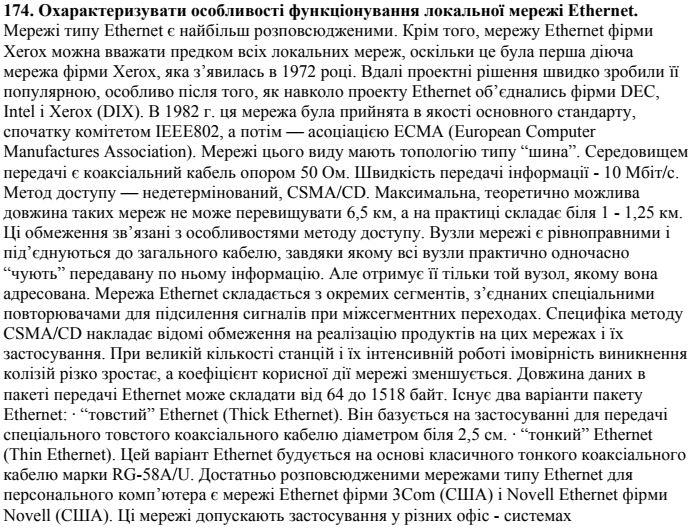 174. Охарактеризувати особливості функціонування локальної мережі Ethernet.
Мережі типу Ethernet є найбільш розповсюдженими. Крім того, мережу Ethernet фірми
Xerox можна вважати предком всіх локальних мереж, оскільки це була перша діюча
мережа фірми Xerox, яка з’явилась в 1972 році. Вдалі проектні рішення швидко зробили її
популярною, особливо після того, як навколо проекту Ethernet об’єднались фірми DEC,
Intel і Xerox (DIX). В 1982 г. ця мережа була прийнята в якості основного стандарту,
спочатку комітетом IEEE802, а потім — асоціацією ECMA (European Computer
Manufactures Association). Мережі цього виду мають топологію типу “шина”. Середовищем
передачі є коаксіальний кабель опором 50 Ом. Швидкість передачі інформації - 10 Мбіт/с.
Метод доступу — недетермінований, CSMA/CD. Максимальна, теоретично можлива
довжина таких мереж не може перевищувати 6,5 км, а на практиці складає біля 1 - 1,25 км.
Ці обмеження зв’язані з особливостями методу доступу. Вузли мережі є рівноправними і
під’єднуються до загального кабелю, завдяки якому всі вузли практично одночасно
“чують” передавану по ньому інформацію. Але отримує її тільки той вузол, якому вона
адресована. Мережа Ethernet складається з окремих сегментів, з’єднаних спеціальними
повторювачами для підсилення сигналів при міжсегментних переходах. Специфіка методу
CSMA/CD накладає відомі обмеження на реалізацію продуктів на цих мережах і їх
застосування. При великій кількості станцій і їх інтенсивній роботі імовірність виникнення
колізій різко зростає, а коефіцієнт корисної дії мережі зменшується. Довжина даних в
пакеті передачі Ethernet може складати від 64 до 1518 байт. Існує два варіанти пакету
Ethernet: · “товстий” Ethernet (Thick Ethernet). Він базується на застосуванні для передачі
спеціального товстого коаксіального кабелю діаметром біля 2,5 см. · “тонкий” Ethernet
(Thin Ethernet). Цей варіант Ethernet будується на основі класичного тонкого коаксіального
кабелю марки RG-58A/U. Достатньо розповсюдженими мережами типу Ethernet для
персонального комп’ютера є мережі Ethernet фірми 3Com (США) і Novell Ethernet фірми
Novell (США). Ці мережі допускають застосування у різних офіс - системах